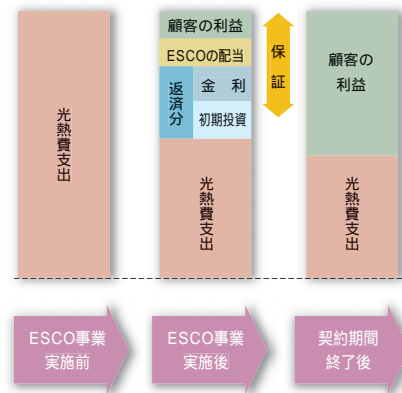 光熱費支出
顧客の利益
ESCOの配当
返済分
金　利
初期投資
光熱費支出
保証
顧客の
利益
光熱費支出
ESCO事業
実施前
ESCO事業
実施後
契約期間
終了後